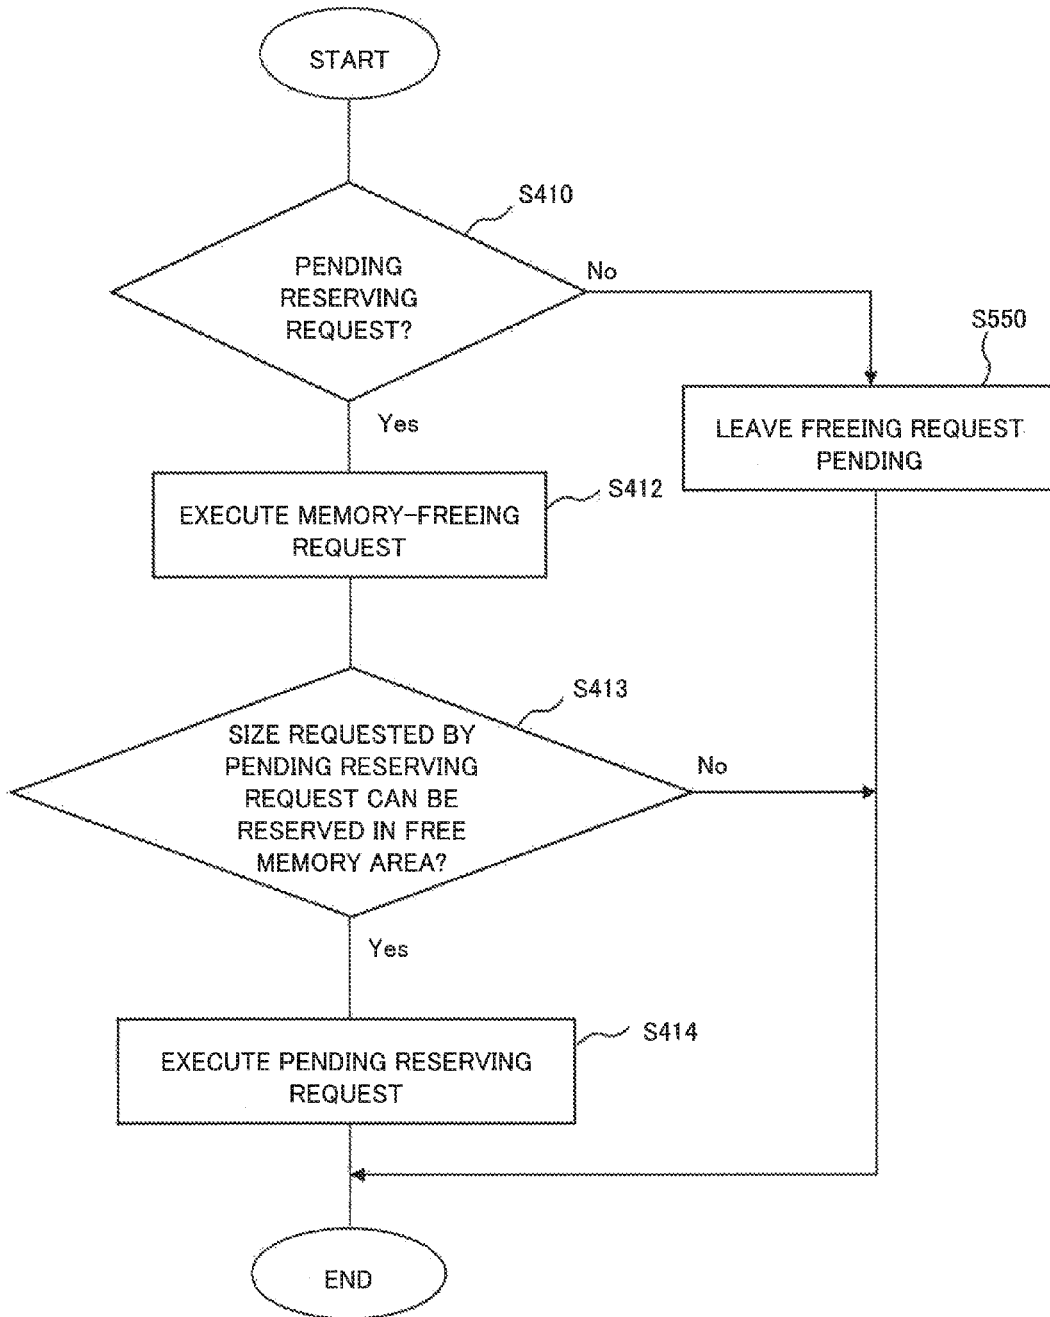 START
S410
PENDING
RESERVING
REQUEST?
No
S550
LEAVE FREEING REQUEST
PENDING
Yes
S412
EXECUTE MEMORY-FREEING
REQUEST
S413
SIZE REQUESTED BY
PENDING RESERVING
REQUEST CAN BE
RESERVED IN FREE
MEMORY AREA?
No
Yes
S414
EXECUTE PENDING RESERVING
REQUEST
END